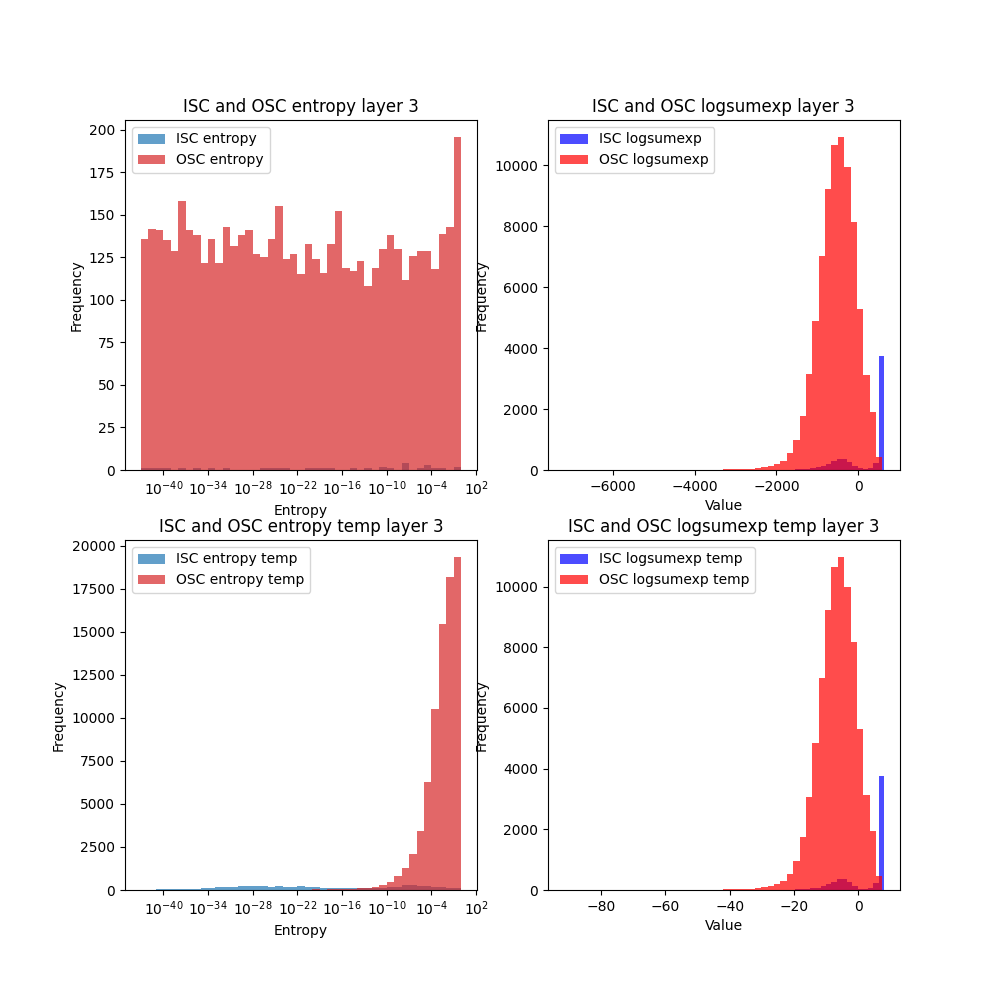 ISC and OSC entropy layer 3
ISC entropy
OSC entropy
200
175
150
125
100
75
50
25
0
Frequency
10⁻⁴⁰ 10⁻³⁴ 10⁻²⁸ 10⁻²² 10⁻¹⁶ 10⁻¹⁰ 10⁻⁴ 10²
Entropy
ISC and OSC logsumexp layer 3
ISC logsumexp
OSC logsumexp
10000
8000
6000
4000
2000
0
Frequency
−6000 −4000 −2000 0
Value
ISC and OSC entropy temp layer 3
ISC entropy temp
OSC entropy temp
20000
17500
15000
12500
10000
7500
5000
2500
0
Frequency
10⁻⁴⁰ 10⁻³⁴ 10⁻²⁸ 10⁻²² 10⁻¹⁶ 10⁻¹⁰ 10⁻⁴ 10²
Entropy
ISC and OSC logsumexp temp layer 3
ISC logsumexp temp
OSC logsumexp temp
10000
8000
6000
4000
2000
0
Frequency
−80 −60 −40 −20 0
Value